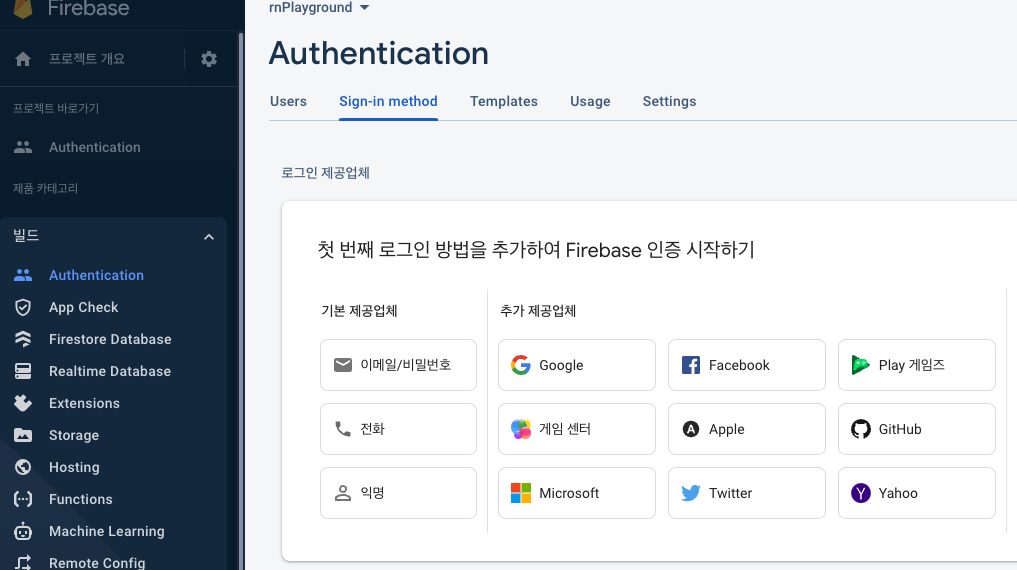 Firebase
프로젝트 개요
프로젝트 바로가기
Authentication
제품 카테고리
빌드
Authentication
App Check
Firestore Database
Realtime Database
Extensions
Storage
Hosting
Functions
Machine Learning
Remote Config
rnPlayground
Authentication
Users Sign-in method Templates Usage Settings
로그인 제공업체
첫 번째 로그인 방법을 추가하여 Firebase 인증 시작하기
기본 제공업체 추가 제공업체
이메일/비밀번호 Google Facebook Play 게임즈
전화 게임 센터 Apple GitHub
익명 Microsoft Twitter Yahoo